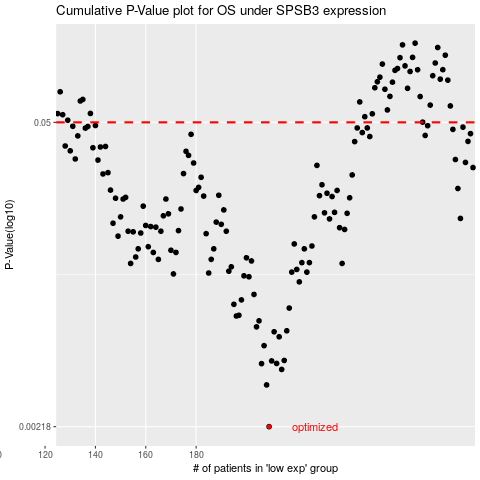 Cumulative P-Value plot for OS under SPSB3 expression
P-Value(log10)
0.05
0.00218
optimized
0
120
140
160
180
# of patients in 'low exp' group